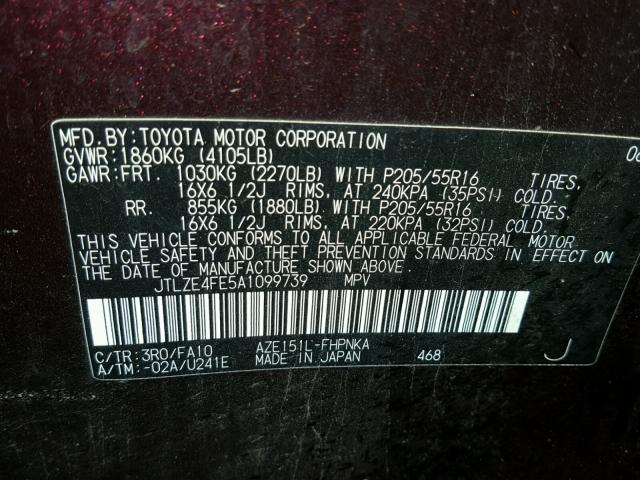 MFD. BY: TOYOTA MOTOR CORPORATION 06
GVWR: 1860KG (4105LB)
GAWR: FRT. 1030KG (2270LB) WITH P205/55R16 TIRES,
16X6 1/2J RIMS, AT 240KPA (35PSI) COLD.
RR. 855KG (1880LB) WITH P205/55R16 TIRES,
16X6 1/2J RIMS, AT 220KPA (32PSI) COLD.
THIS VEHICLE CONFORMS TO ALL APPLICABLE FEDERAL MOTOR
VEHICLE SAFETY AND THEFT PREVENTION STANDARDS IN EFFECT ON
THE DATE OF MANUFACTURE SHOWN ABOVE.
JTLZE4FE5A1099739 MPV
C/TR: 3R0/FA10 AZE151L-FHPNKA
A/TM: -02A/U241E MADE IN JAPAN 468 J